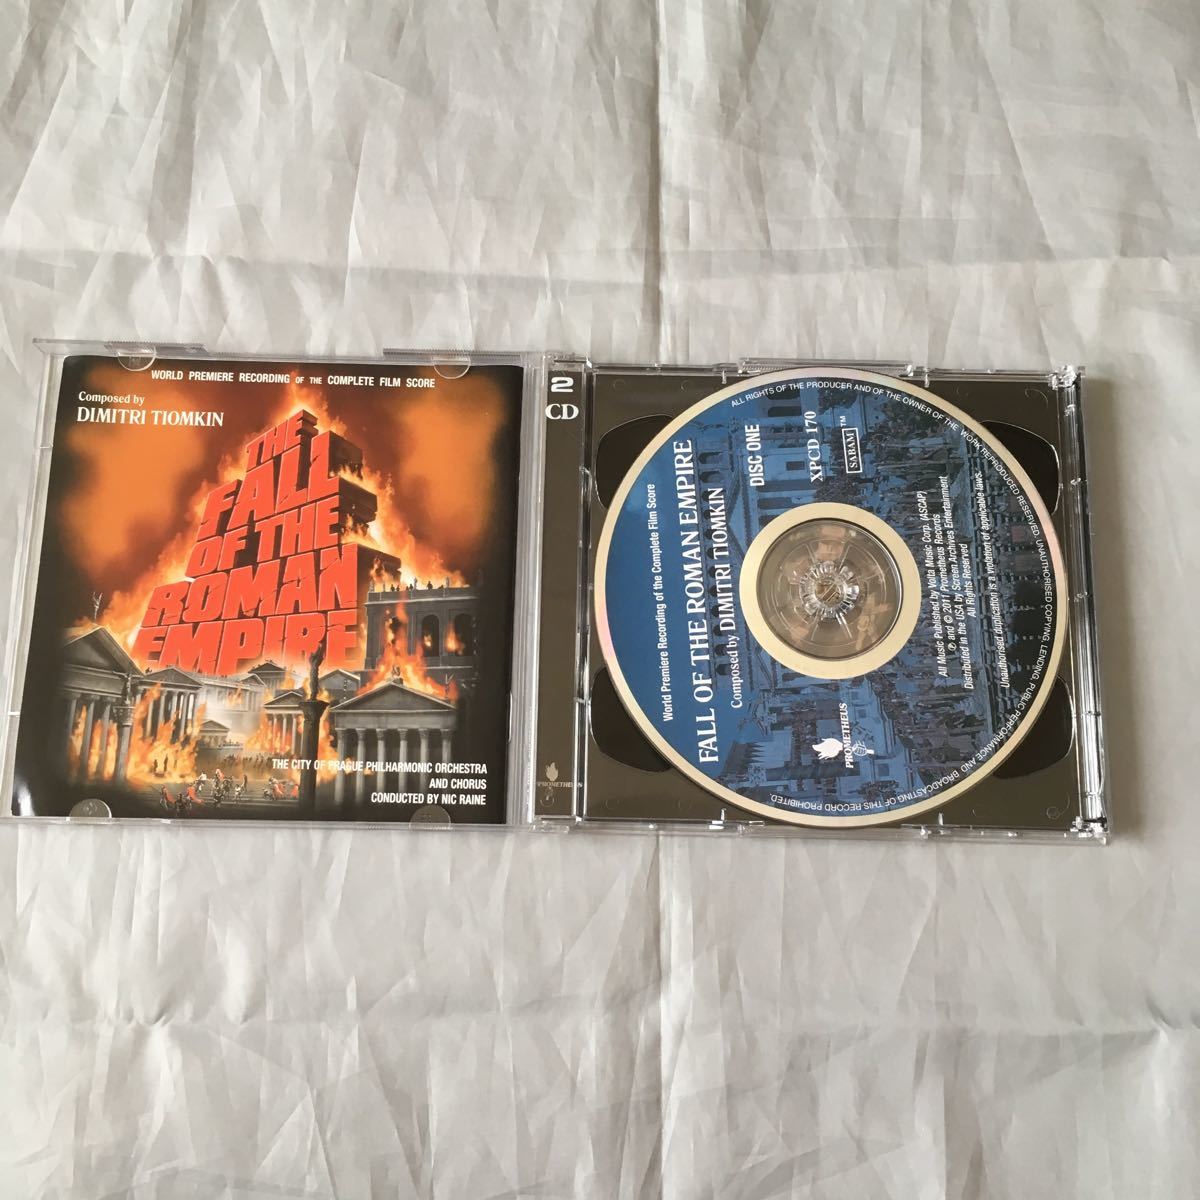 WORLD PREMIERE RECORDING OF THE COMPLETE FILM SCORE
Composed by
DIMITRI TIOMKIN
THE
FALL
OF THE
ROMAN
EMPIRE
THE CITY OF PRAGUE PHILHARMONIC ORCHESTRA
AND CHORUS
CONDUCTED BY NIC RAINE
2
CD
PROMETHEUS
ALL RIGHTS OF THE PRODUCER AND OF THE OWNER OF THE WORK REPRODUCED RESERVED. UNAUTHORISED COPYING, LENDING, PUBLIC PERFORMANCE AND BROADCASTING OF THIS RECORD PROHIBITED.
World Premiere Recording of the Complete Film Score
FALL OF THE ROMAN EMPIRE
Composed by DIMITRI TIOMKIN
DISC ONE
XPCD 170
SABAM™
PROMETHEUS
All Music Published by Volta Music Corp. (ASCAP)
℗ and © 2011 Prometheus Records
Distributed in the USA by Screen Archives Entertainment
All Rights Reserved
Unauthorised duplication is a violation of applicable laws.